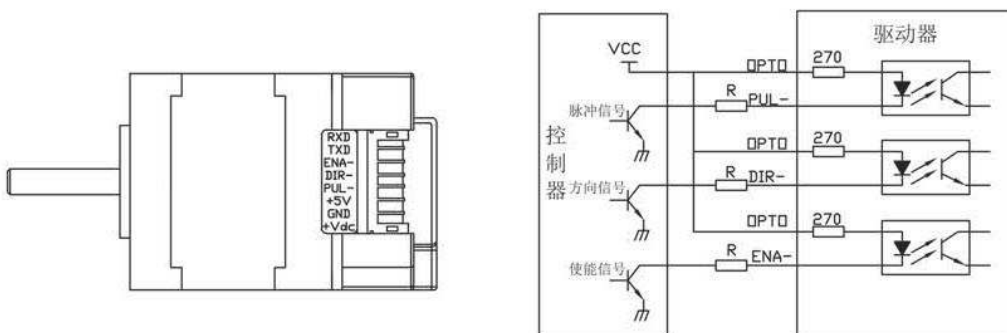 RXD
TXD
ENA-
DIR-
PUL-
+5V
GND
+Vdc
控制器
VCC
脉冲信号
方向信号
使能信号
驱动器
OPTO
270
R
PUL-
OPTO
270
R
DIR-
OPTO
270
R
ENA-